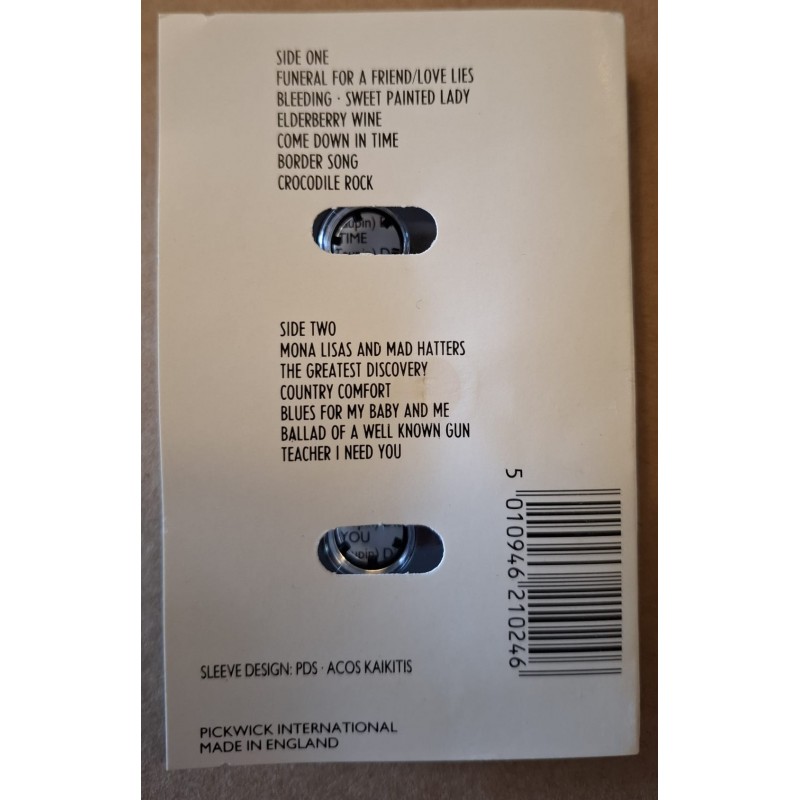 SIDE ONE
FUNERAL FOR A FRIEND/LOVE LIES
BLEEDING · SWEET PAINTED LADY
ELDERBERRY WINE
COME DOWN IN TIME
BORDER SONG
CROCODILE ROCK
TIME
SIDE TWO
MONA LISAS AND MAD HATTERS
THE GREATEST DISCOVERY
COUNTRY COMFORT
BLUES FOR MY BABY AND ME
BALLAD OF A WELL KNOWN GUN
TEACHER I NEED YOU
YOU
5 010946 210246
SLEEVE DESIGN: PDS · ACOS KAIKITIS
PICKWICK INTERNATIONAL
MADE IN ENGLAND